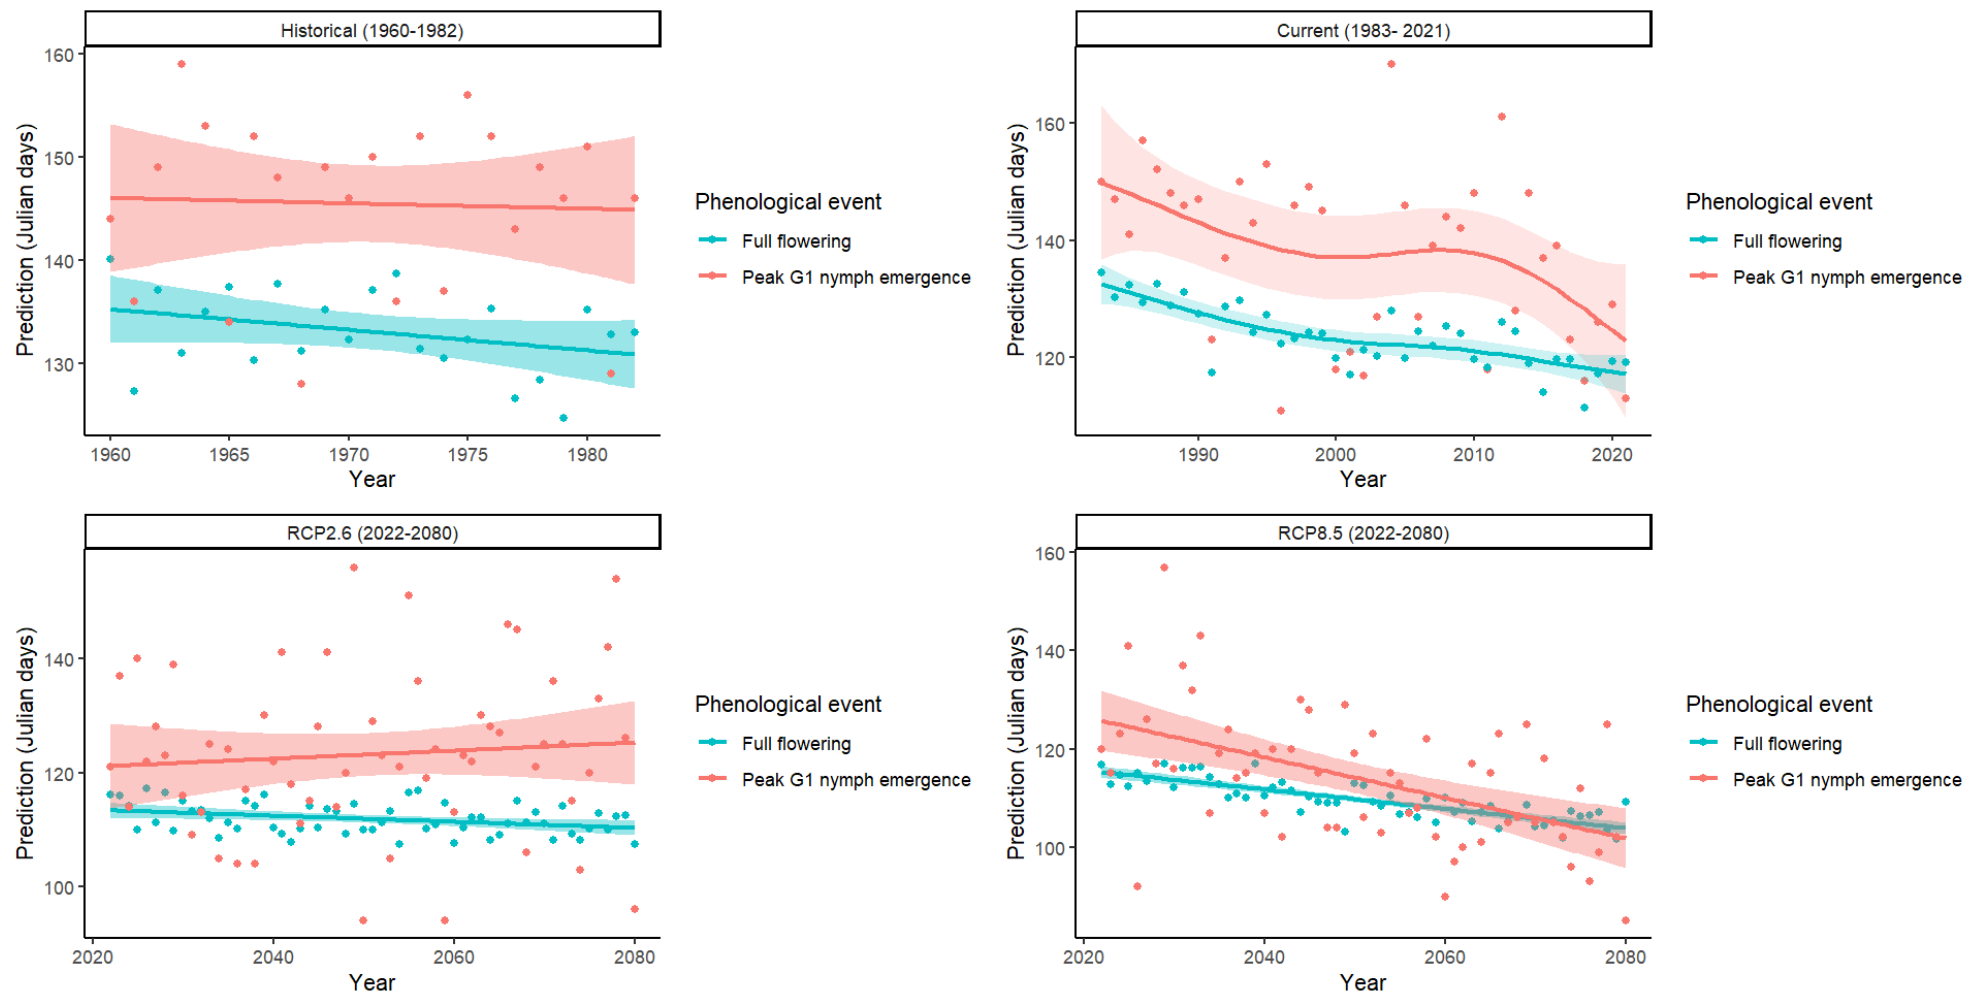 Historical (1960-1982)
160
150
140
130
Prediction (Julian days)
1960 1965 1970 1975 1980
Year
Phenological event
Full flowering
Peak G1 nymph emergence
Current (1983- 2021)
160
140
120
Prediction (Julian days)
1990 2000 2010 2020
Year
Phenological event
Full flowering
Peak G1 nymph emergence
RCP2.6 (2022-2080)
140
120
100
Prediction (Julian days)
2020 2040 2060 2080
Year
Phenological event
Full flowering
Peak G1 nymph emergence
RCP8.5 (2022-2080)
160
140
120
100
Prediction (Julian days)
2020 2040 2060 2080
Year
Phenological event
Full flowering
Peak G1 nymph emergence